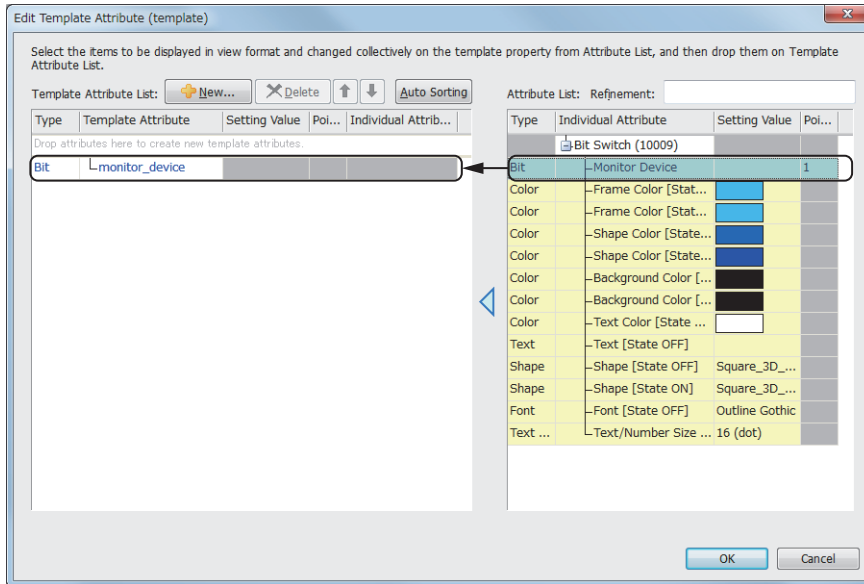 Edit Template Attribute (template)
x
Select the items to be displayed in view format and changed collectively on the template property from Attribute List, and then drop them on Template
Attribute List.
Template Attribute List: New... Delete Auto Sorting
Attribute List: Refinement:
Type Template Attribute Setting Value Poi... Individual Attrib...
Drop attributes here to create new template attributes.
Bit monitor_device
Type Individual Attribute Setting Value Poi...
Bit Switch (10009)
Bit Monitor Device 1
Color Frame Color [Stat...
Color Frame Color [Stat...
Color Shape Color [State...
Color Shape Color [State...
Color Background Color [...
Color Background Color [...
Color Text Color [State ...
Text Text [State OFF]
Shape Shape [State OFF] Square_3D_...
Shape Shape [State ON] Square_3D_...
Font Font [State OFF] Outline Gothic
Text ... Text/Number Size ... 16 (dot)
OK Cancel